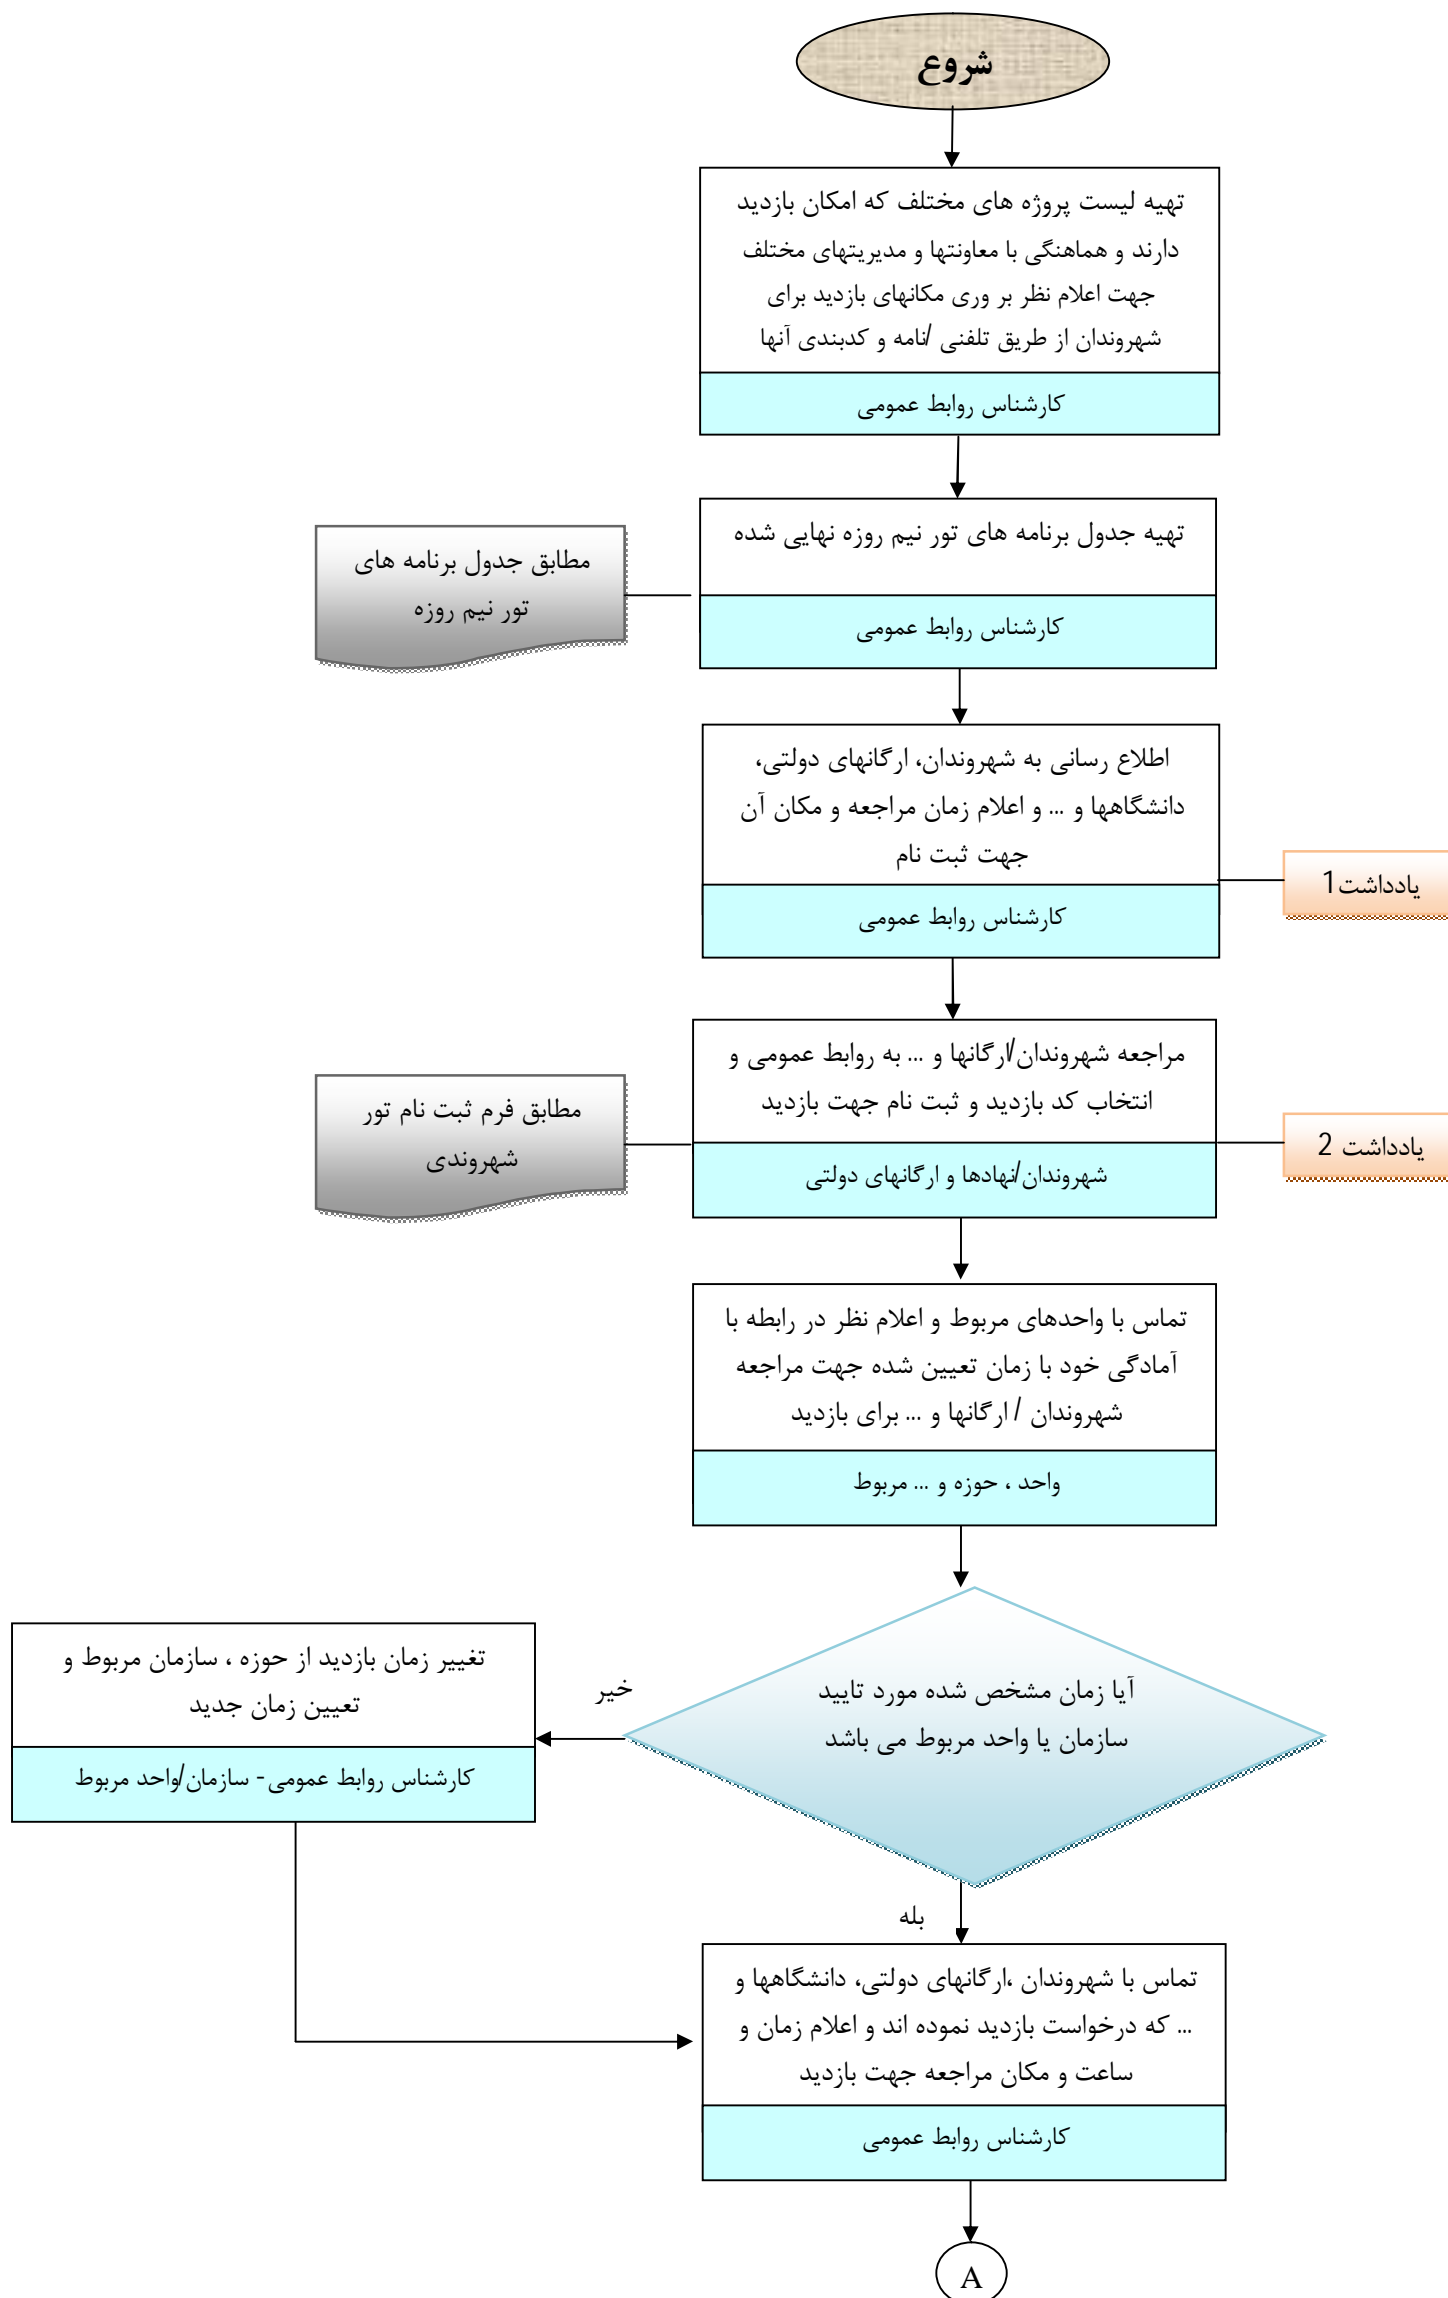 شروع
تهیه لیست پروژه های مختلف که امکان بازدید
دارند و هماهنگی با معاونتها و مدیریتهای مختلف
جهت اعلام نظر بر وری مکانهای بازدید برای
شهروندان از طریق تلفنی /نامه و کدبندی آنها
کارشناس روابط عمومی
تهیه جدول برنامه های تور نیم روزه نهایی شده
کارشناس روابط عمومی
مطابق جدول برنامه های
تور نیم روزه
اطلاع رسانی به شهروندان، ارگانهای دولتی،
دانشگاهها و ... و اعلام زمان مراجعه و مکان آن
جهت ثبت نام
کارشناس روابط عمومی
یادداشت1
مراجعه شهروندان/ارگانها و ... به روابط عمومی و
انتخاب کد بازدید و ثبت نام جهت بازدید
شهروندان/نهادها و ارگانهای دولتی
یادداشت 2
مطابق فرم ثبت نام تور
شهروندی
تماس با واحدهای مربوط و اعلام نظر در رابطه با
آمادگی خود با زمان تعیین شده جهت مراجعه
شهروندان / ارگانها و ... برای بازدید
واحد ، حوزه و ... مربوط
آیا زمان مشخص شده مورد تایید
سازمان یا واحد مربوط می باشد
خیر
تغییر زمان بازدید از حوزه ، سازمان مربوط و
تعیین زمان جدید
کارشناس روابط عمومی- سازمان/واحد مربوط
بله
تماس با شهروندان ،ارگانهای دولتی، دانشگاهها و
... که درخواست بازدید نموده اند و اعلام زمان و
ساعت و مکان مراجعه جهت بازدید
کارشناس روابط عمومی
A